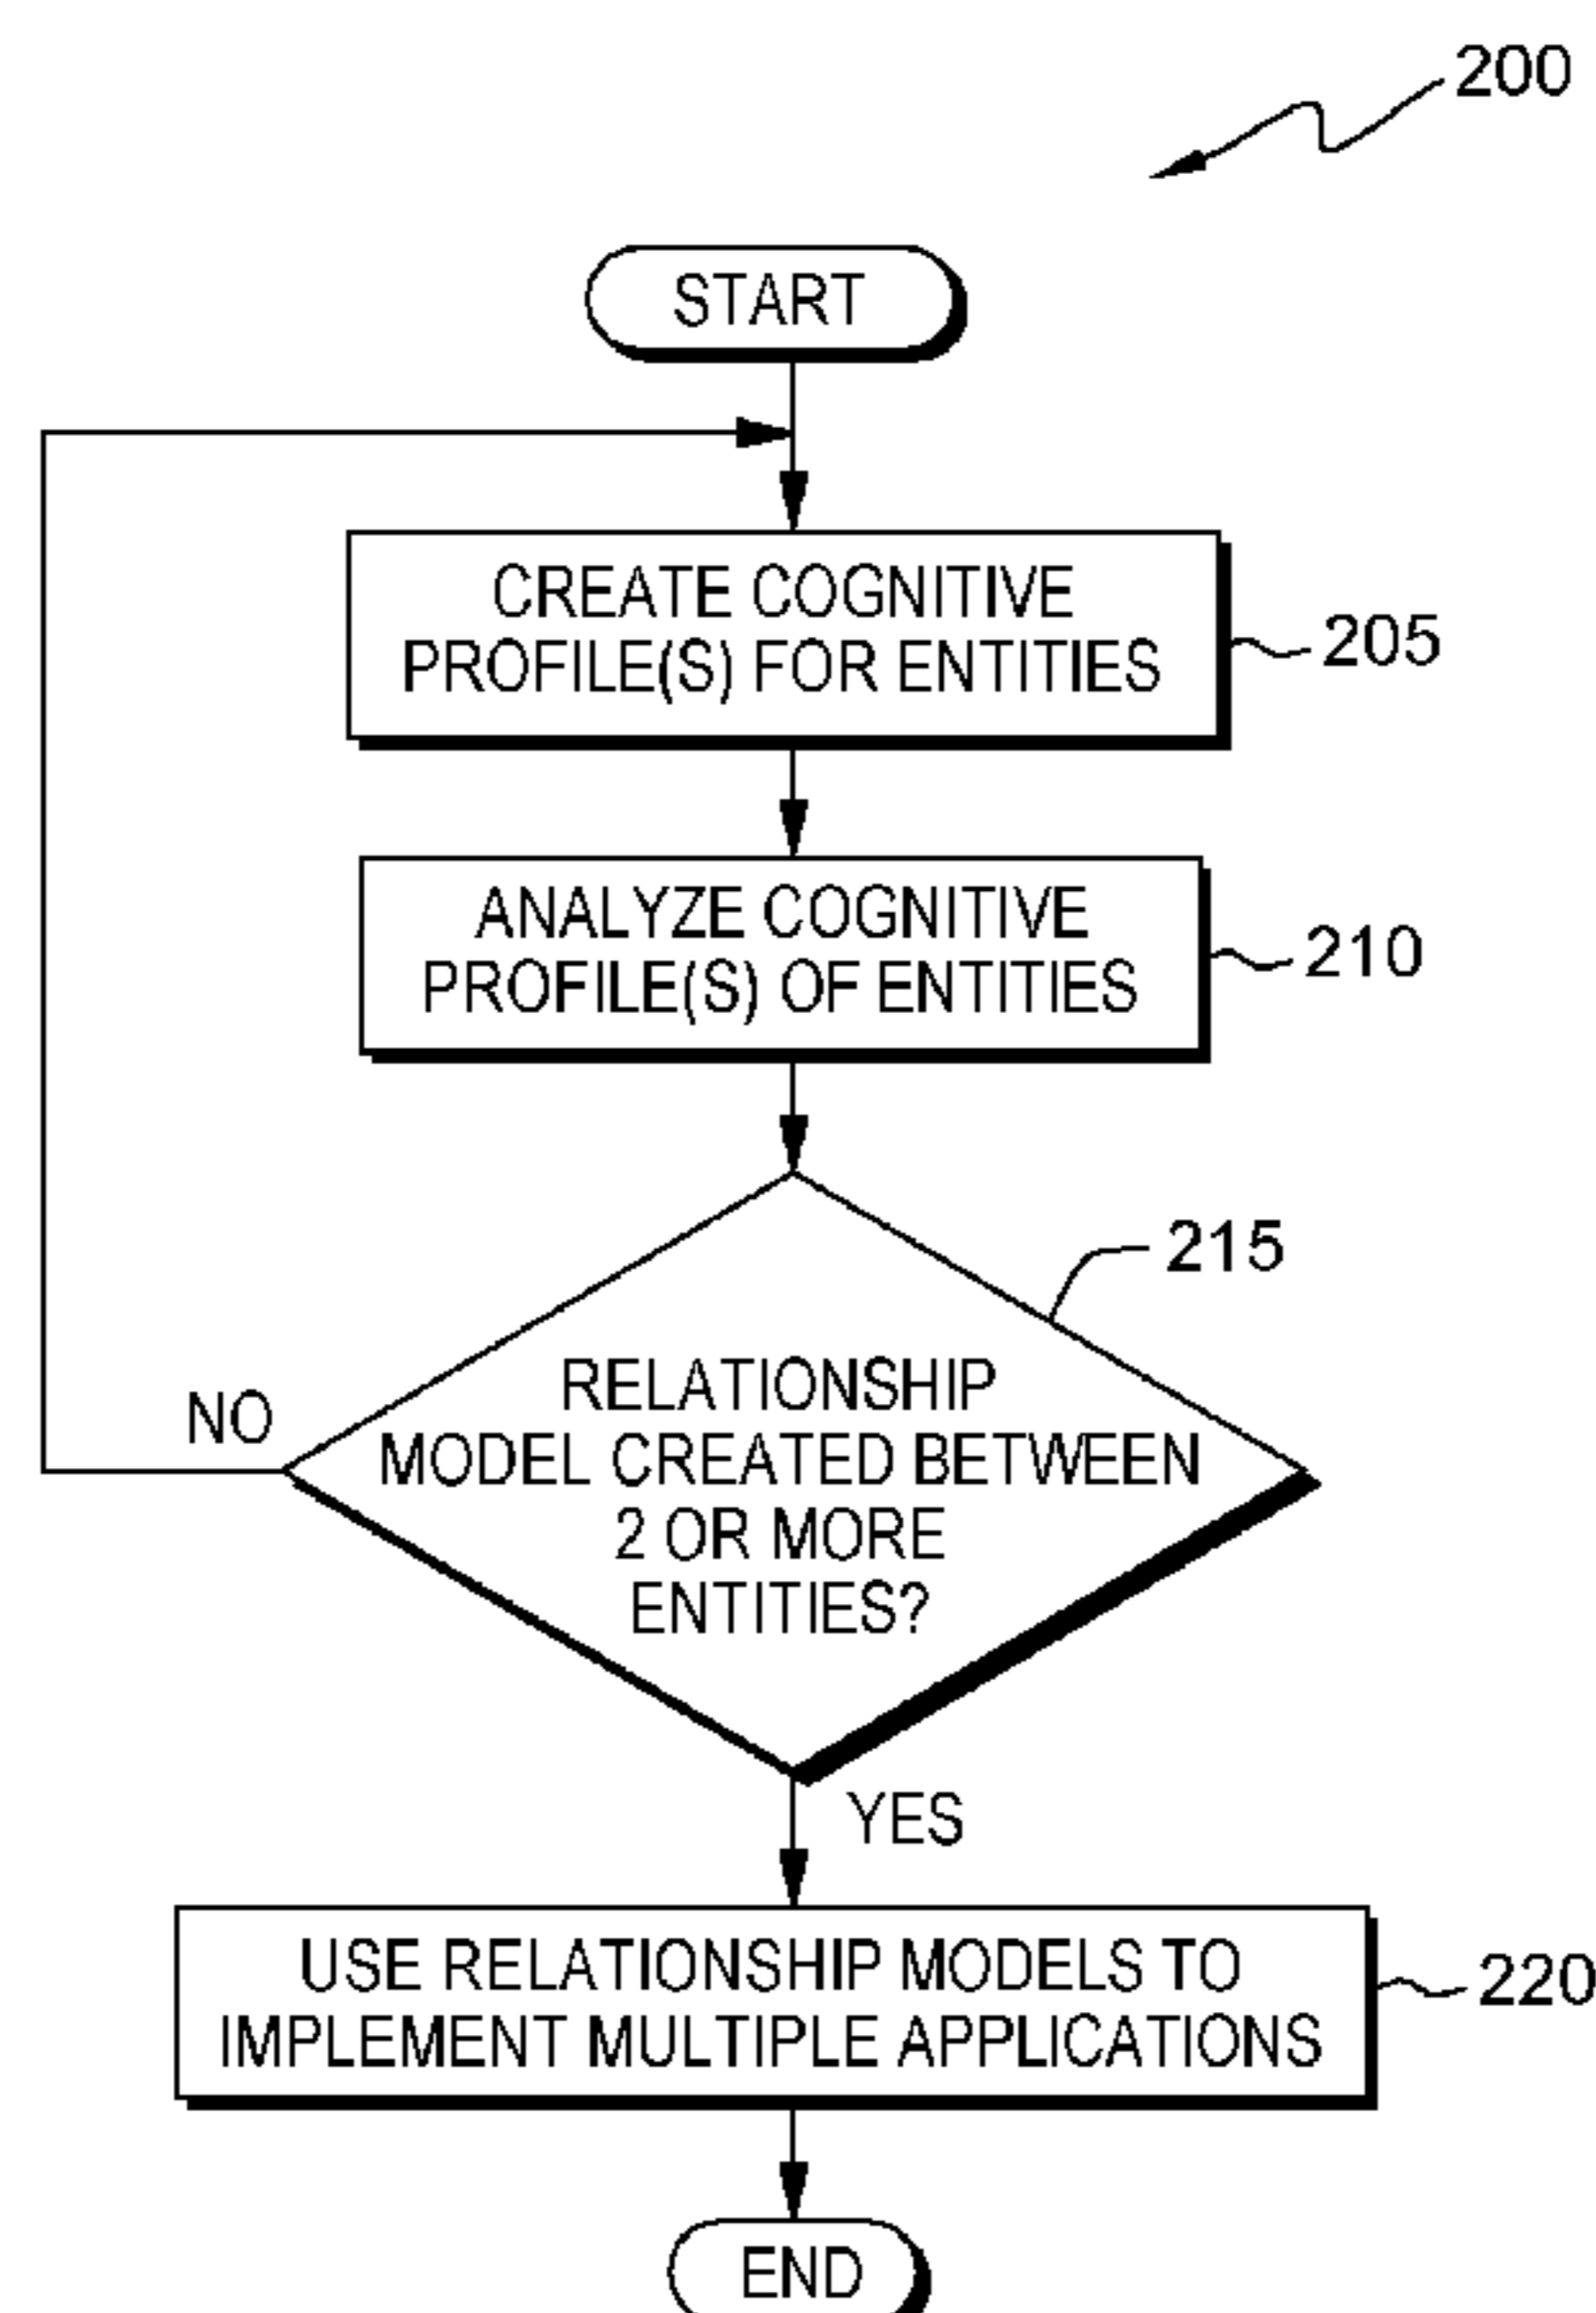 200
START
CREATE COGNITIVE
PROFILE(S) FOR ENTITIES
205
ANALYZE COGNITIVE
PROFILE(S) OF ENTITIES
210
215
RELATIONSHIP
MODEL CREATED BETWEEN
2 OR MORE
ENTITIES?
NO
YES
USE RELATIONSHIP MODELS TO
IMPLEMENT MULTIPLE APPLICATIONS
220
END